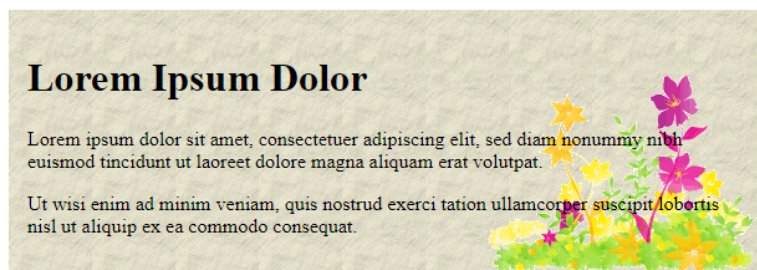 Lorem Ipsum Dolor
Lorem ipsum dolor sit amet, consectetuer adipiscing elit, sed diam nonummy nibh
euismod tincidunt ut laoreet dolore magna aliquam erat volutpat.
Ut wisi enim ad minim veniam, quis nostrud exerci tation ullamcorper suscipit lobortis
nisl ut aliquip ex ea commodo consequat.